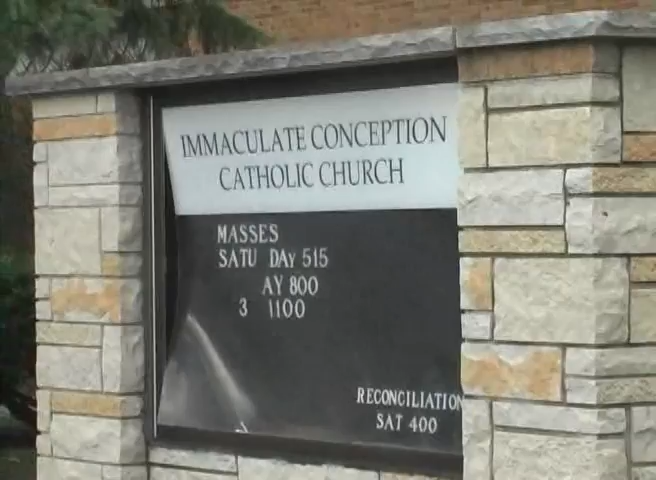 IMMACULATE CONCEPTION
CATHOLIC CHURCH
MASSES
SATU DAY 515
AY 800
3 1100
RECONCILIATION
SAT 400